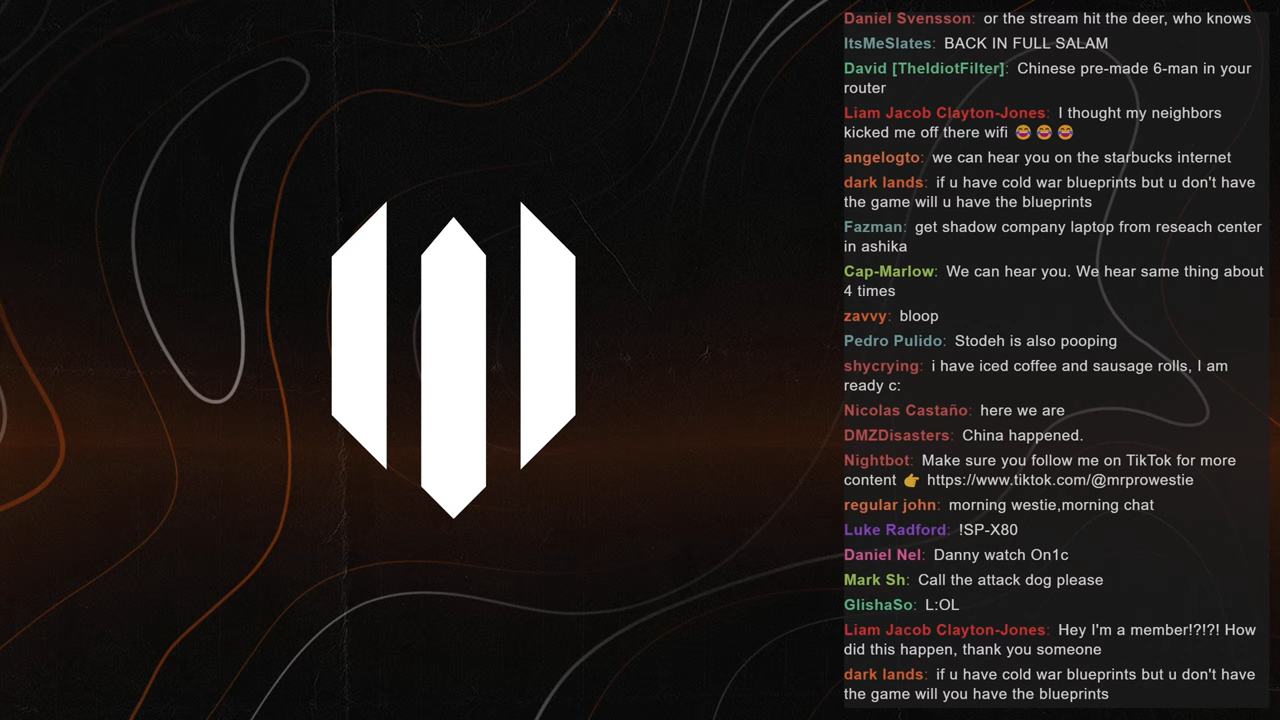 Daniel Svensson: or the stream hit the deer, who knows
ItsMeSlates: BACK IN FULL SALAM
David [TheIdiotFilter]: Chinese pre-made 6-man in your
router
Liam Jacob Clayton-Jones: I thought my neighbors
kicked me off there wifi 😂 😂 😂
angelogto: we can hear you on the starbucks internet
dark lands: if u have cold war blueprints but u don't have
the game will u have the blueprints
Fazman: get shadow company laptop from reseach center
in ashika
Cap-Marlow: We can hear you. We hear same thing about
4 times
zavvy: bloop
Pedro Pulido: Stodeh is also pooping
shycrying: i have iced coffee and sausage rolls, I am
ready c:
Nicolas Castaño: here we are
DMZDisasters: China happened.
Nightbot: Make sure you follow me on TikTok for more
content 👉 https://www.tiktok.com/@mrprowestie
regular john: morning westie,morning chat
Luke Radford: !SP-X80
Daniel Nel: Danny watch On1c
Mark Sh: Call the attack dog please
GlishaSo: L:OL
Liam Jacob Clayton-Jones: Hey I'm a member!?!?! How
did this happen, thank you someone
dark lands: if u have cold war blueprints but u don't have
the game will you have the blueprints